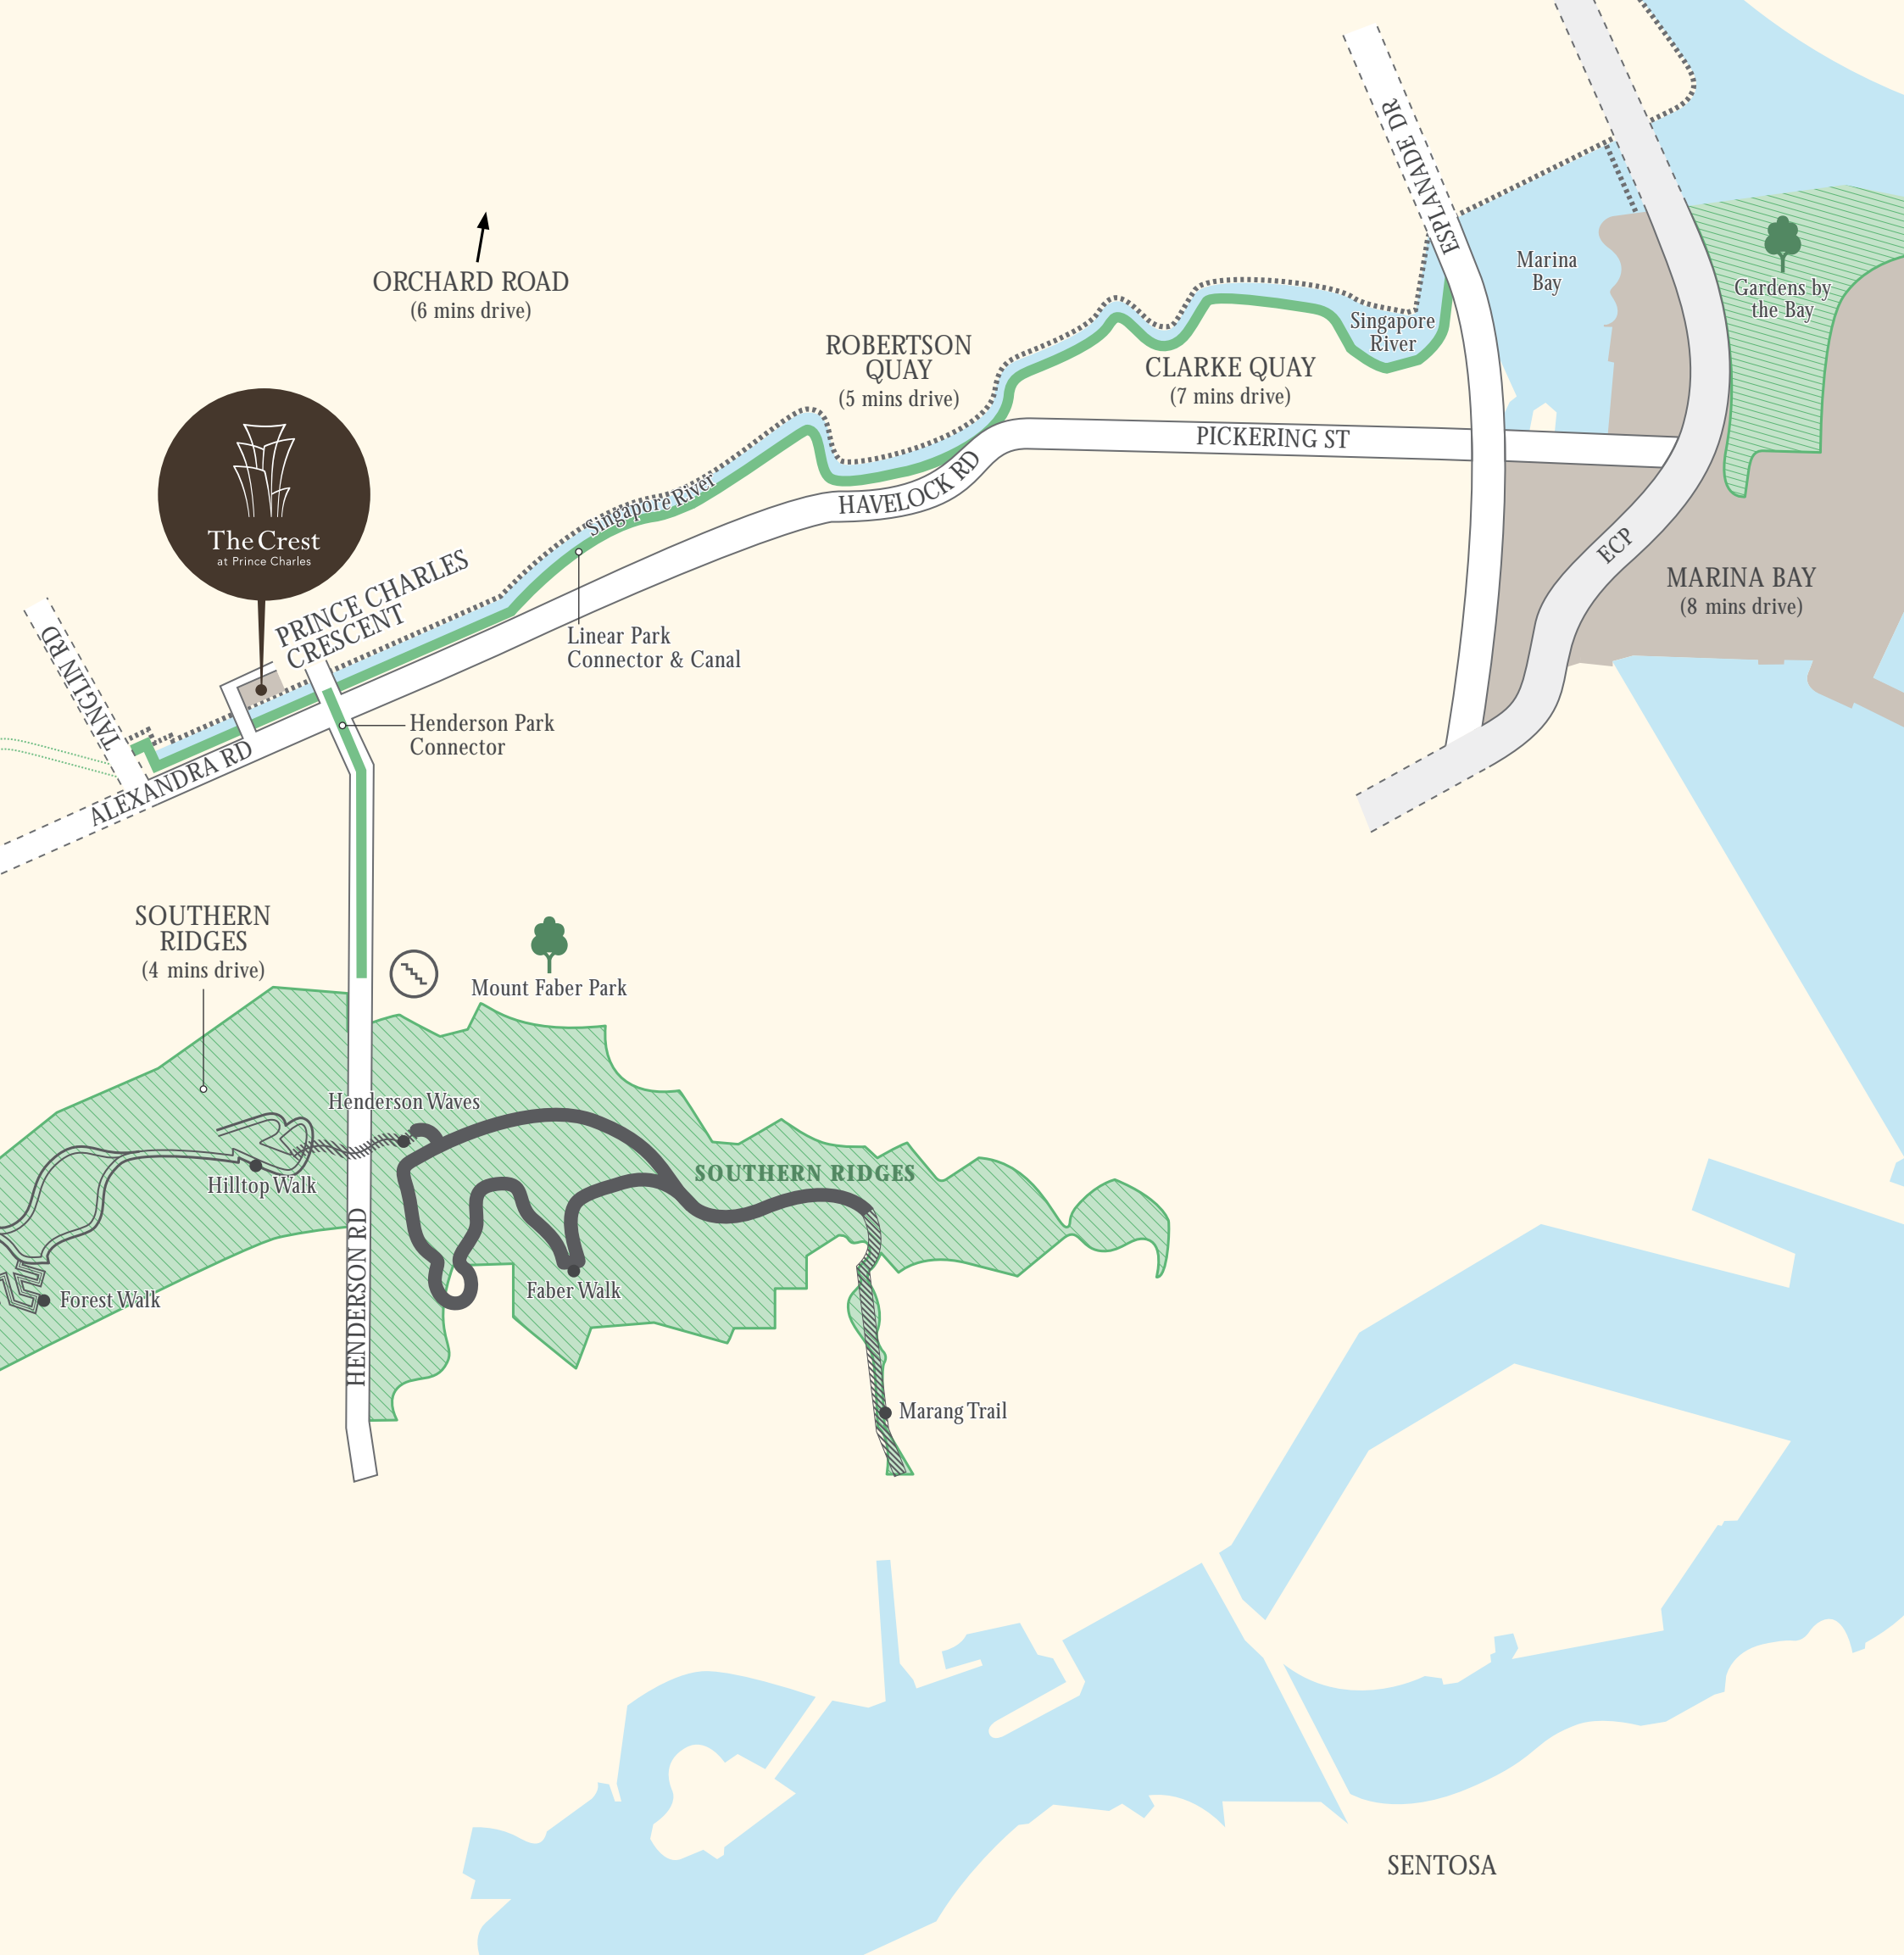 ESPLANADE DR
Marina
Bay
Gardens by
the Bay
ORCHARD ROAD
(6 mins drive)
Singapore
River
ROBERTSON
QUAY
(5 mins drive)
CLARKE QUAY
(7 mins drive)
PICKERING ST
HAVELOCK RD
Singapore River
The Crest
at Prince Charles
ECP
MARINA BAY
(8 mins drive)
PRINCE CHARLES
CRESCENT
TANGLIN RD
Linear Park
Connector & Canal
Henderson Park
Connector
ALEXANDRA RD
SOUTHERN
RIDGES
(4 mins drive)
Mount Faber Park
Henderson Waves
SOUTHERN RIDGES
Hilltop Walk
HENDERSON RD
Faber Walk
Forest Walk
Marang Trail
SENTOSA